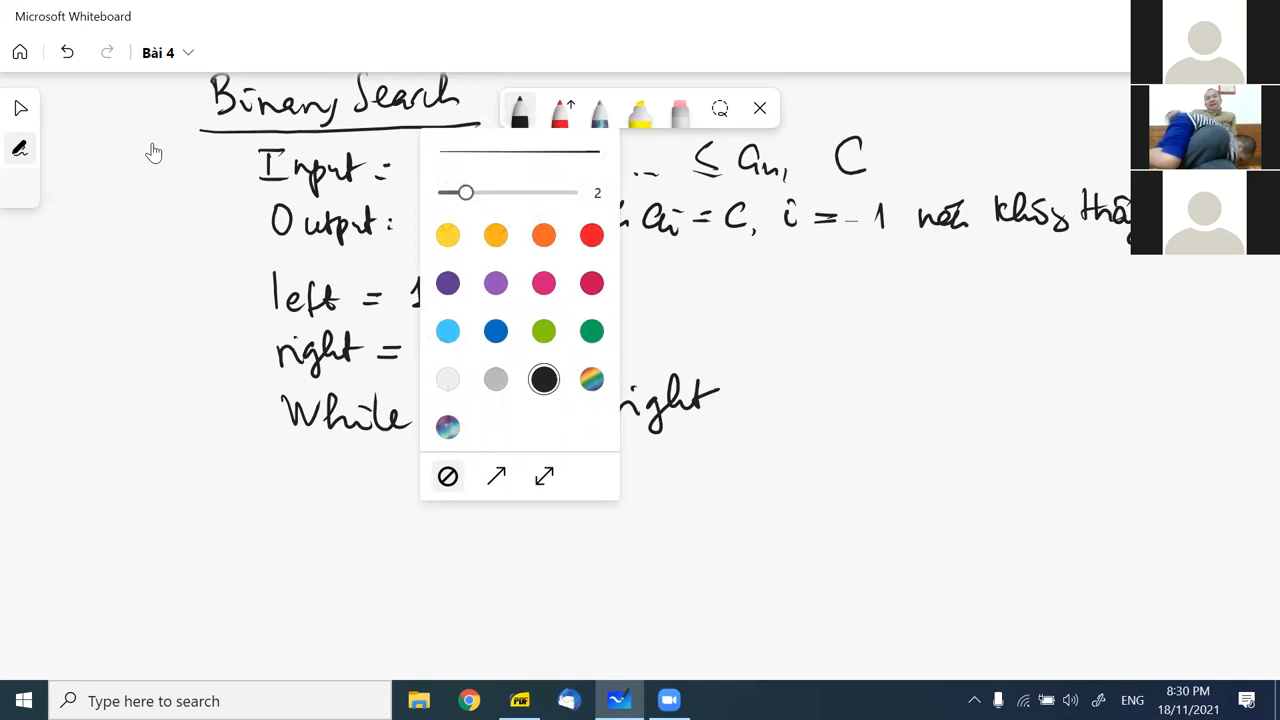 Microsoft Whiteboard
Bài 4
Binary Search
Input: ... ≤ aₙ, C
Output: aᵢ = C, i = -1 nếu không thấy
2
left = 1
right =
While right
Type here to search
ENG
8:30 PM
18/11/2021